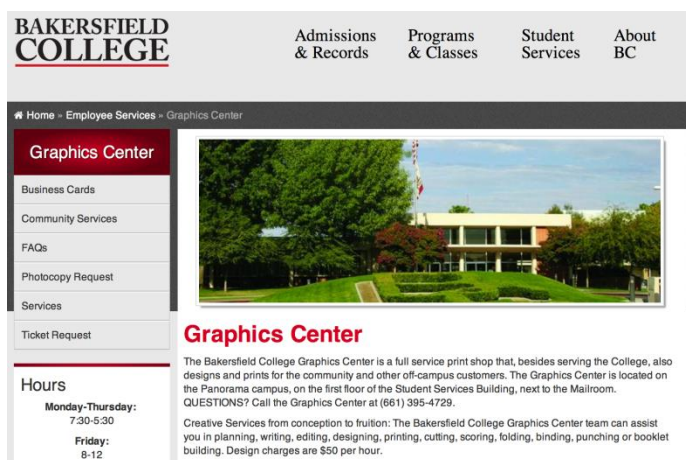 BAKERSFIELD
COLLEGE
Admissions
& Records
Programs
& Classes
Student
Services
About
BC
Home » Employee Services » Graphics Center
Graphics Center
Business Cards
Community Services
FAQs
Photocopy Request
Services
Ticket Request
Hours
Monday-Thursday:
7:30-5:30
Friday:
8-12
Graphics Center
The Bakersfield College Graphics Center is a full service print shop that, besides serving the College, also
designs and prints for the community and other off-campus customers. The Graphics Center is located on
the Panorama campus, on the first floor of the Student Services Building, next to the Mailroom.
QUESTIONS? Call the Graphics Center at (661) 395-4729.
Creative Services from conception to fruition: The Bakersfield College Graphics Center team can assist
you in planning, writing, editing, designing, printing, cutting, scoring, folding, binding, punching or booklet
building. Design charges are $50 per hour.